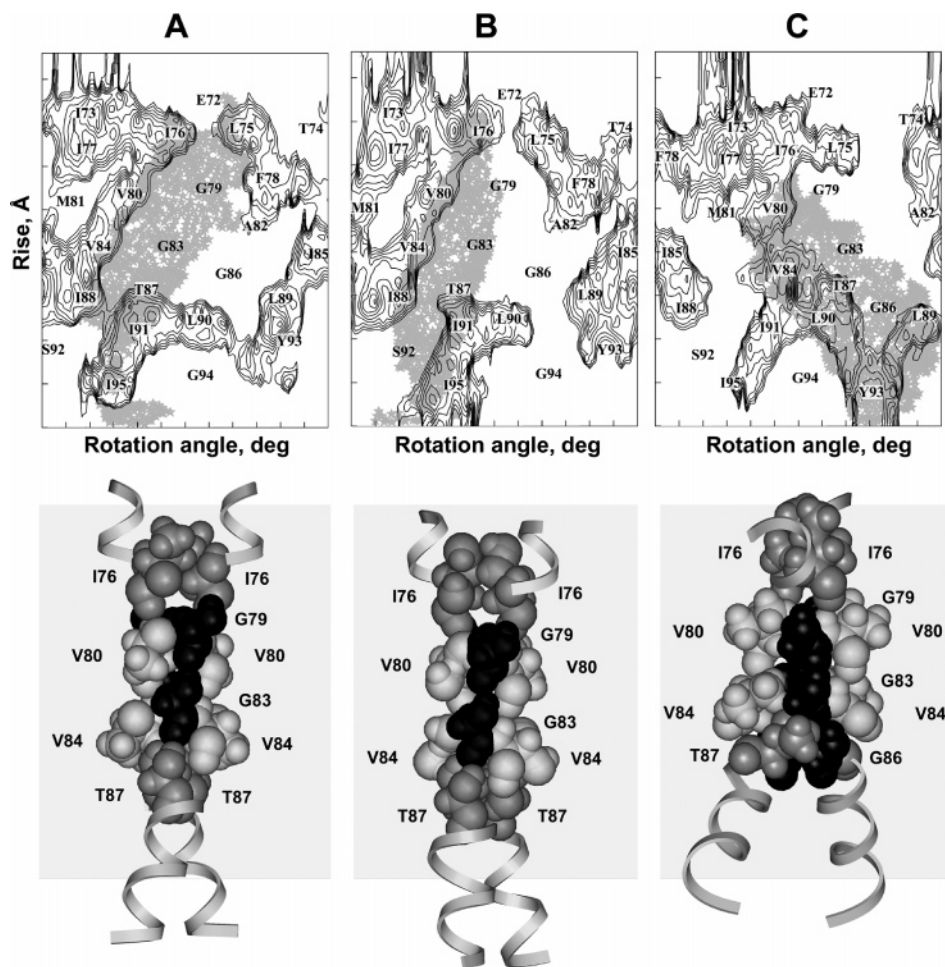 A
B
C
Rise, Å
E72
I73
I76
L75
T74
I77
G79
F78
V80
M81
A82
V84
G83
I85
G86
I88
T87
L89
I91
L90
S92
Y93
G94
I95
E72
I73
I76
T74
L75
I77
G79
F78
V80
M81
A82
V84
G83
I85
G86
I88
T87
L89
L90
I91
S92
Y93
G94
I95
E72
I73
T74
F78
I77
I76
L75
G79
M81
V80
A82
I85
G83
V84
T87
I88
G86
I91
L90
L89
S92
I95
G94
Y93
Rotation angle, deg
Rotation angle, deg
Rotation angle, deg
I76
I76
G79
V80
V80
G83
V84
V84
T87
T87
I76
I76
G79
V80
V80
G83
V84
V84
T87
T87
I76
I76
G79
V80
V80
G83
V84
V84
T87
G86